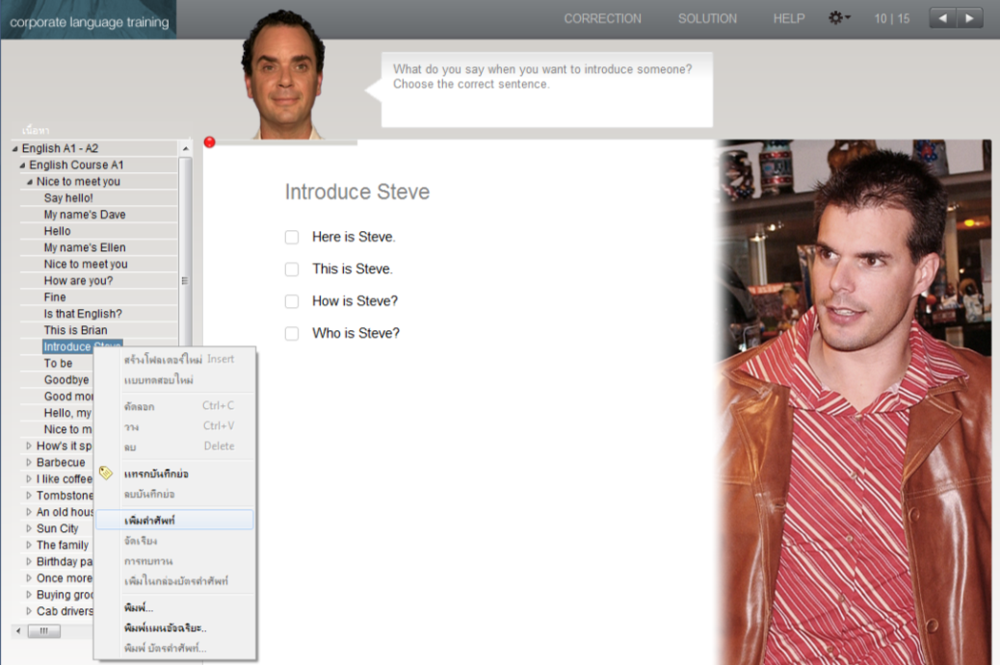 corporate language training
CORRECTION
SOLUTION
HELP
10 | 15
What do you say when you want to introduce someone?
Choose the correct sentence.
เนื้อหา
English A1 - A2
English Course A1
Nice to meet you
Say hello!
My name's Dave
Hello
My name's Ellen
Nice to meet you
How are you?
Fine
Is that English?
This is Brian
Introduce Steve
To be
Goodbye
Good mo
Hello, my
Nice to m
How's it sp
Barbecue
I like coffee
Tombstone
An old hous
Sun City
The family
Birthday pa
Once more
Buying groc
Cab drivers
สร้างโฟลเดอร์ใหม่ Insert
แบบทดสอบใหม่
คัดลอก Ctrl+C
วาง Ctrl+V
ลบ Delete
แทรกบันทึกย่อ
ลบบันทึกย่อ
เพิ่มคำศัพท์
จัดเรียง
การทบทวน
เพิ่มในกล่องบัตรคำศัพท์
พิมพ์...
พิมพ์แผนอัจฉริยะ..
พิมพ์ บัตรคำศัพท์...
Introduce Steve
Here is Steve.
This is Steve.
How is Steve?
Who is Steve?